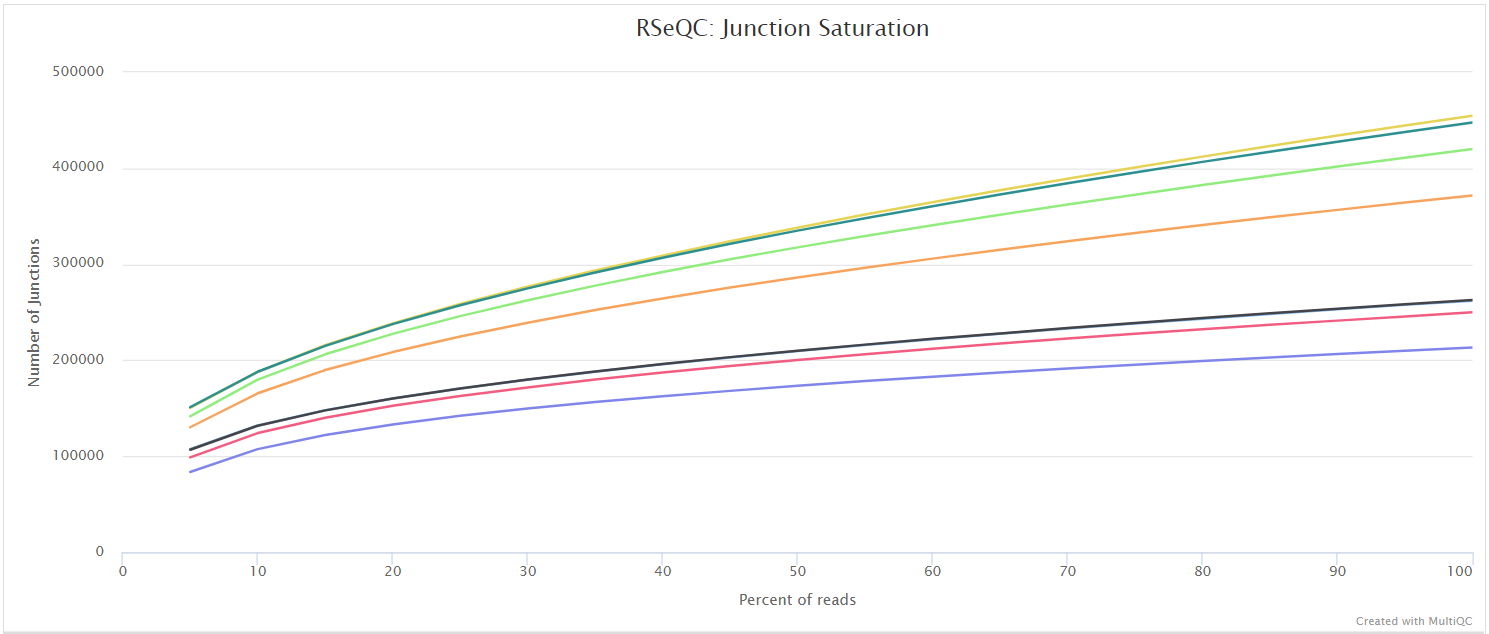 RSeQC: Junction Saturation
500000
400000
300000
200000
100000
0
Number of Junctions
0 10 20 30 40 50 60 70 80 90 100
Percent of reads
Created with MultiQC